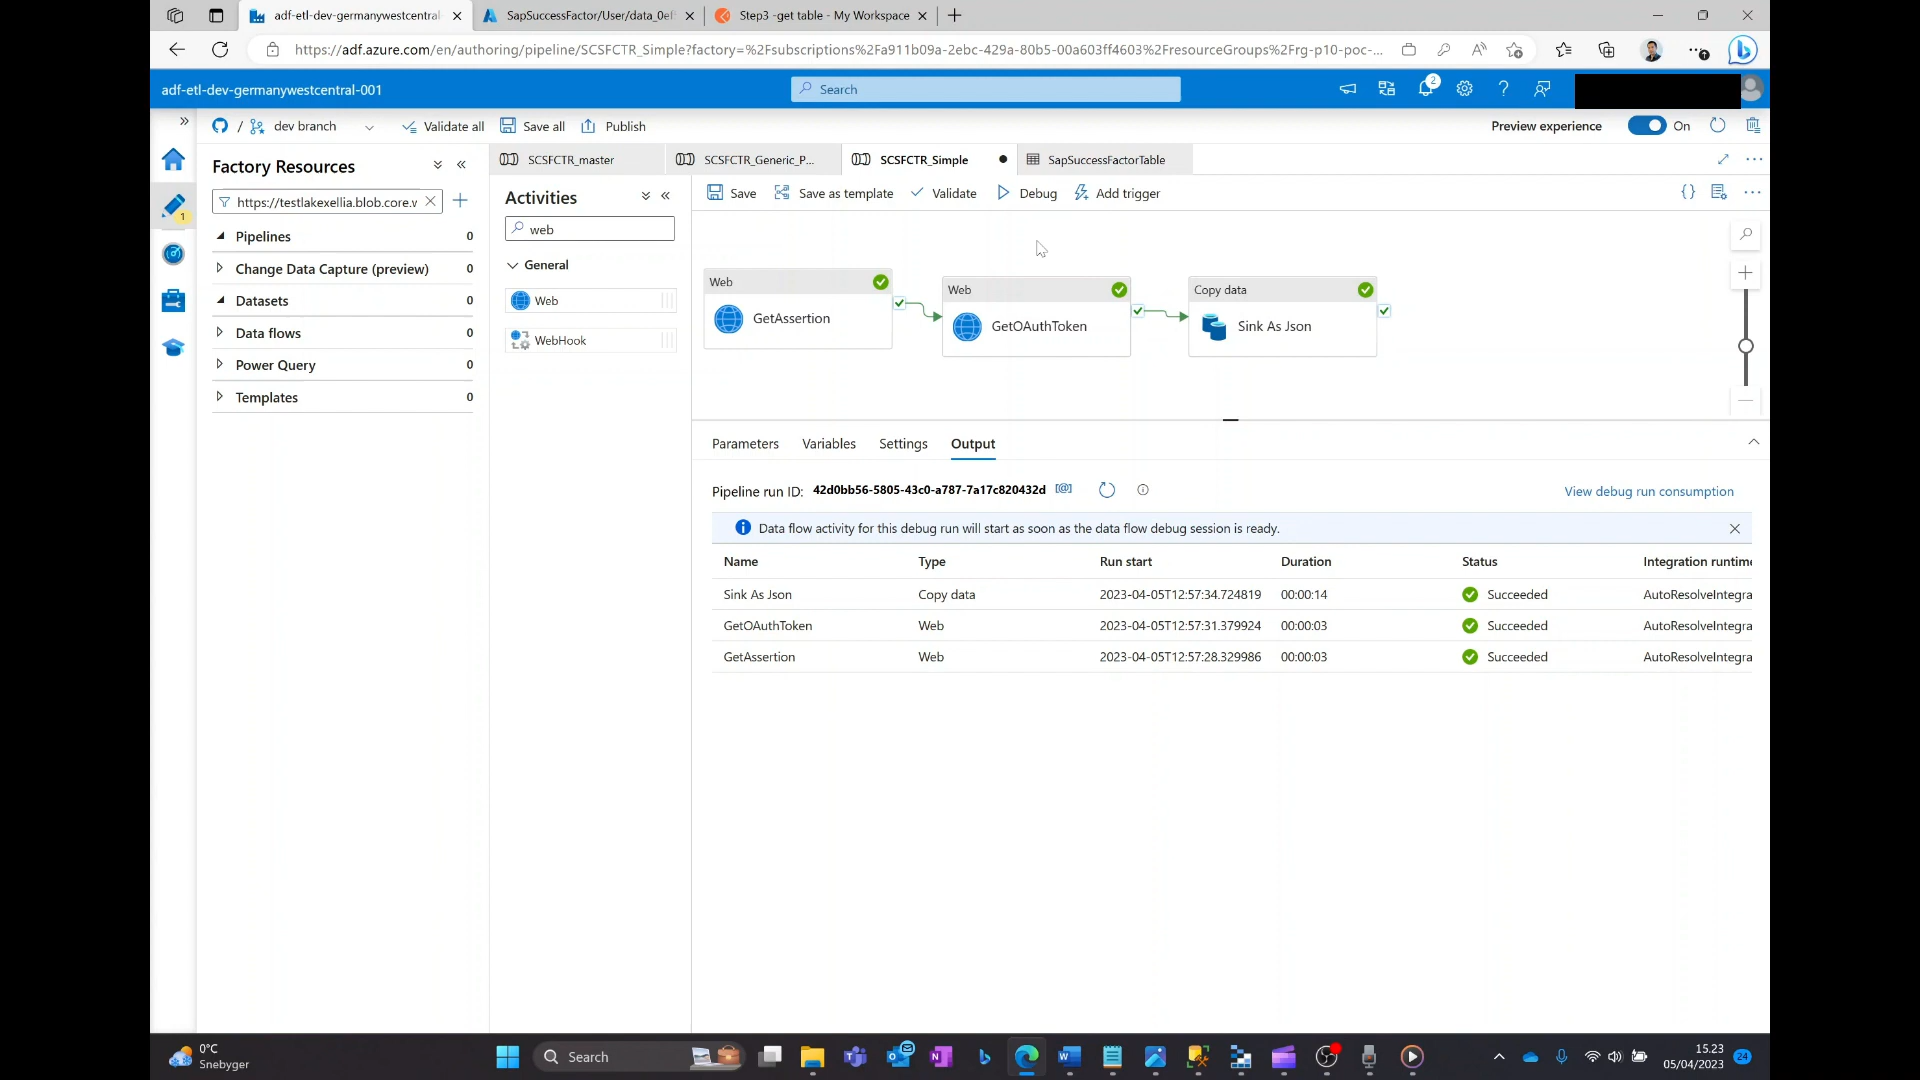 adf-etl-dev-germanywestcentral
SapSuccessFactor/User/data_0ef
Step3 -get table - My Workspace
https://adf.azure.com/en/authoring/pipeline/SCSFCTR_Simple?factory=%2Fsubscriptions%2Fa911b09a-2ebc-429a-80b5-00a603ff4603%2FresourceGroups%2Frg-p10-poc-...
adf-etl-dev-germanywestcentral-001
Search
2
/ dev branch
Validate all
Save all
Publish
Preview experience
On
Factory Resources
https://testlakexellia.blob.core.w
1
Pipelines 0
Change Data Capture (preview) 0
Datasets 0
Data flows 0
Power Query 0
Templates 0
SCSFCTR_master
SCSFCTR_Generic_P...
SCSFCTR_Simple
SapSuccessFactorTable
Activities
web
General
Web
WebHook
Save
Save as template
Validate
Debug
Add trigger
Web
GetAssertion
Web
GetOAuthToken
Copy data
Sink As Json
Parameters
Variables
Settings
Output
Pipeline run ID: 42d0bb56-5805-43c0-a787-7a17c820432d
View debug run consumption
Data flow activity for this debug run will start as soon as the data flow debug session is ready.
Name Type Run start Duration Status Integration runtime
Sink As Json Copy data 2023-04-05T12:57:34.724819 00:00:14 Succeeded AutoResolveIntegra
GetOAuthToken Web 2023-04-05T12:57:31.379924 00:00:03 Succeeded AutoResolveIntegra
GetAssertion Web 2023-04-05T12:57:28.329986 00:00:03 Succeeded AutoResolveIntegra
0°C
Snebyger
Search
15.23
05/04/2023
24